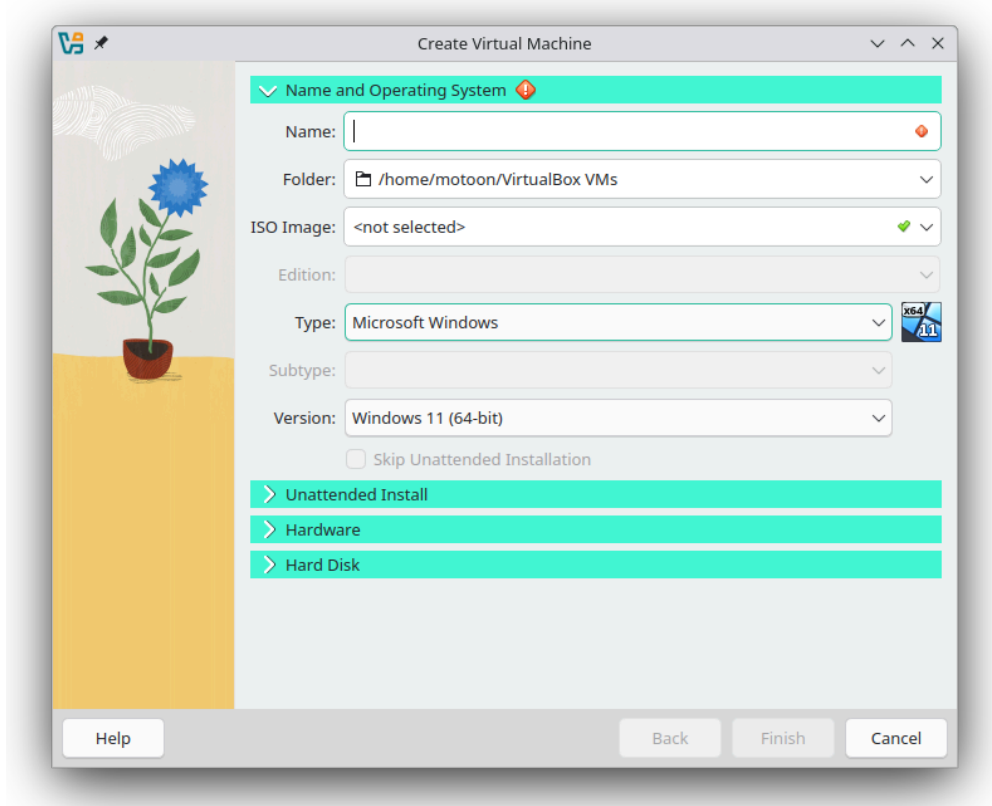 Create Virtual Machine
Name and Operating System
Name:
Folder: /home/motoon/VirtualBox VMs
ISO Image: <not selected>
Edition:
Type: Microsoft Windows x64 11
Subtype:
Version: Windows 11 (64-bit)
Skip Unattended Installation
Unattended Install
Hardware
Hard Disk
Help Back Finish Cancel